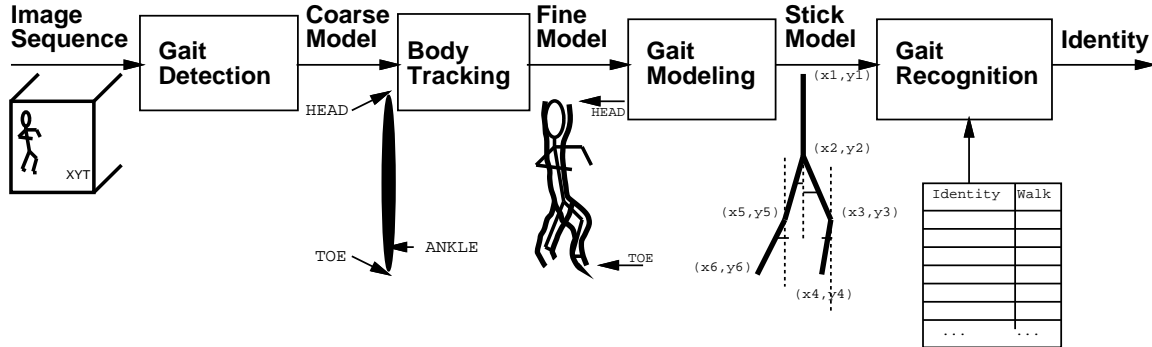 Image
Sequence
Gait
Detection
Coarse
Model
Body
Tracking
Fine
Model
Gait
Modeling
Stick
Model
Gait
Recognition
Identity
XYT
HEAD
ANKLE
TOE
HEAD
TOE
(x1,y1)
(x2,y2)
(x5,y5)
(x3,y3)
(x6,y6)
(x4,y4)
Identity Walk
... ...